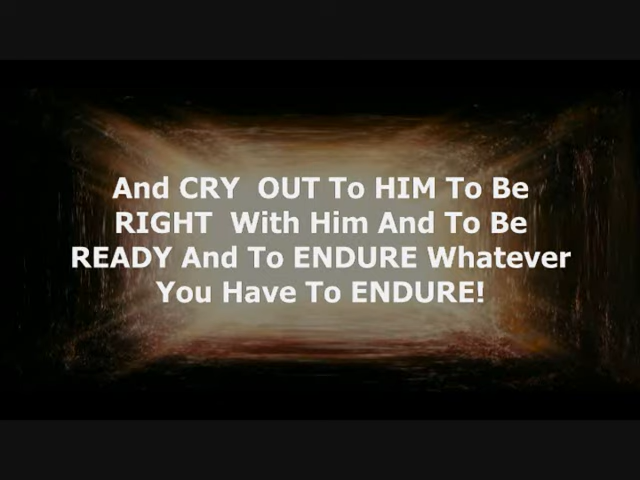 And CRY  OUT To HIM To Be
RIGHT  With Him And To Be
READY And To ENDURE Whatever
You Have To ENDURE!